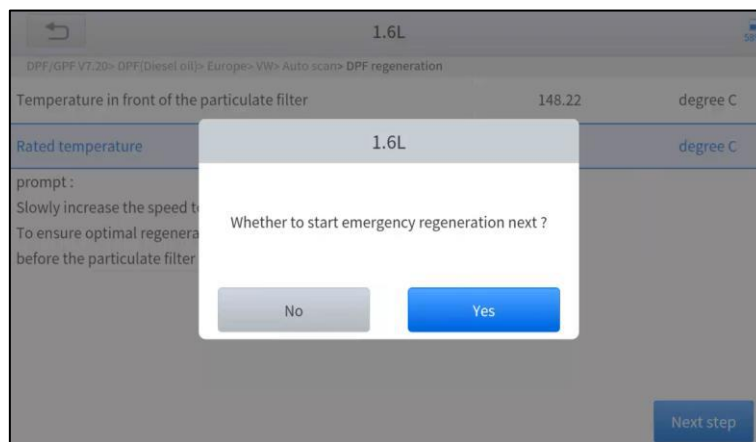 1.6L
DPF/GPF V7.20> DPF(Diesel oil)> Europe> VW> Auto scan> DPF regeneration
Temperature in front of the particulate filter 148.22 degree C
Rated temperature degree C
prompt :
Slowly increase the speed
To ensure optimal
before the particulate filter
1.6L
Whether to start emergency regeneration next ?
No Yes
Next step